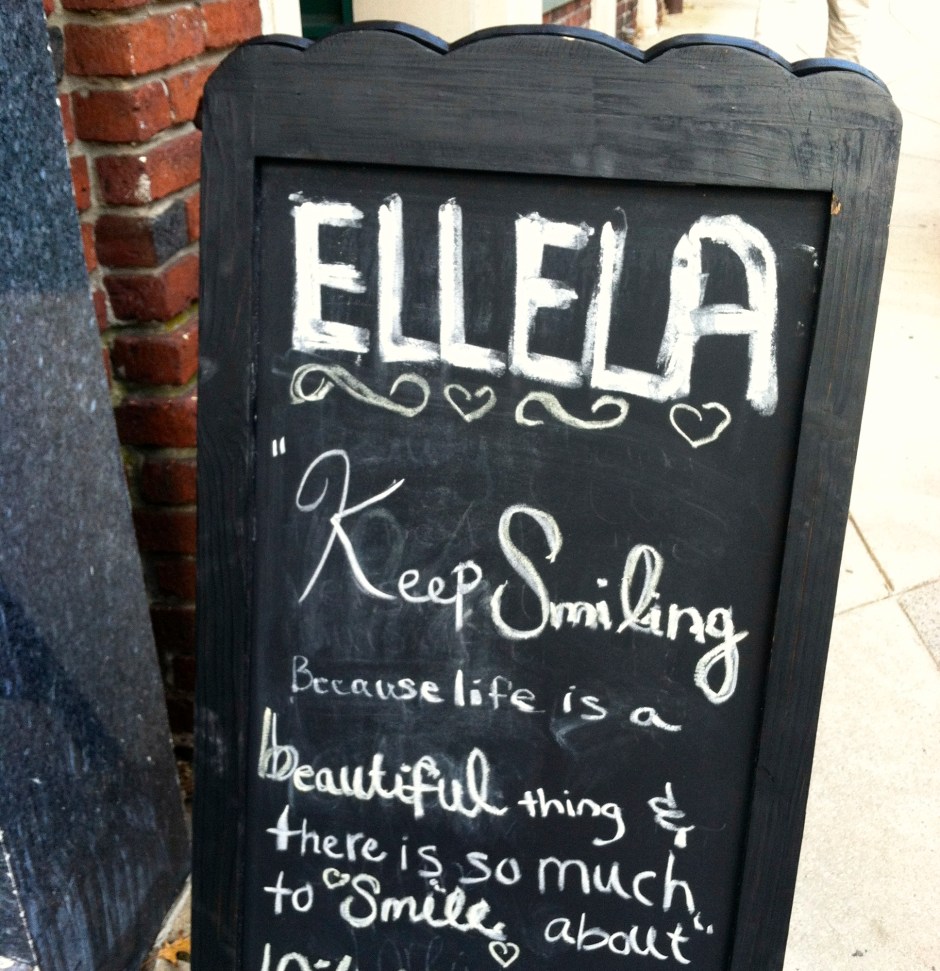 ELLELA
"Keep Smiling
Because life is a
beautiful thing &
there is so much
to Smile about"